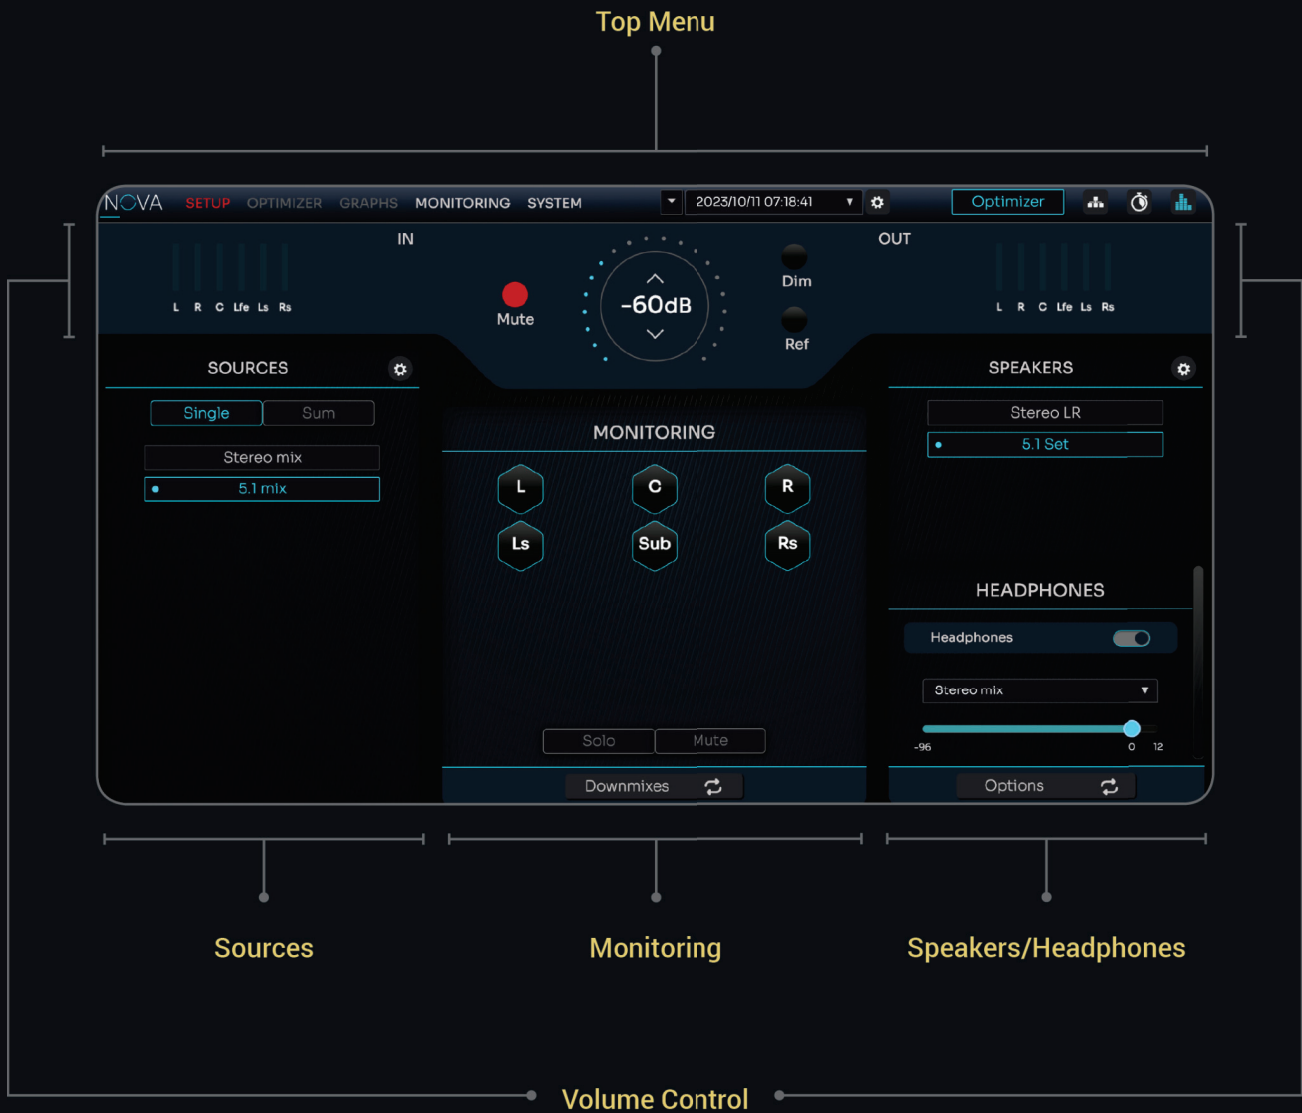 Top Menu
NOVA SETUP OPTIMIZER GRAPHS MONITORING SYSTEM 2023/10/11 07:18:41 Optimizer
IN
OUT
L R C Lfe Ls Rs
Mute
-60dB
Dim
Ref
L R C Lfe Ls Rs
SOURCES
Single Sum
Stereo mix
5.1 mix
MONITORING
L C R
Ls Sub Rs
Solo Mute
Downmixes
SPEAKERS
Stereo LR
5.1 Set
HEADPHONES
Headphones
Stereo mix
-96 0 12
Options
Sources
Monitoring
Speakers/Headphones
Volume Control